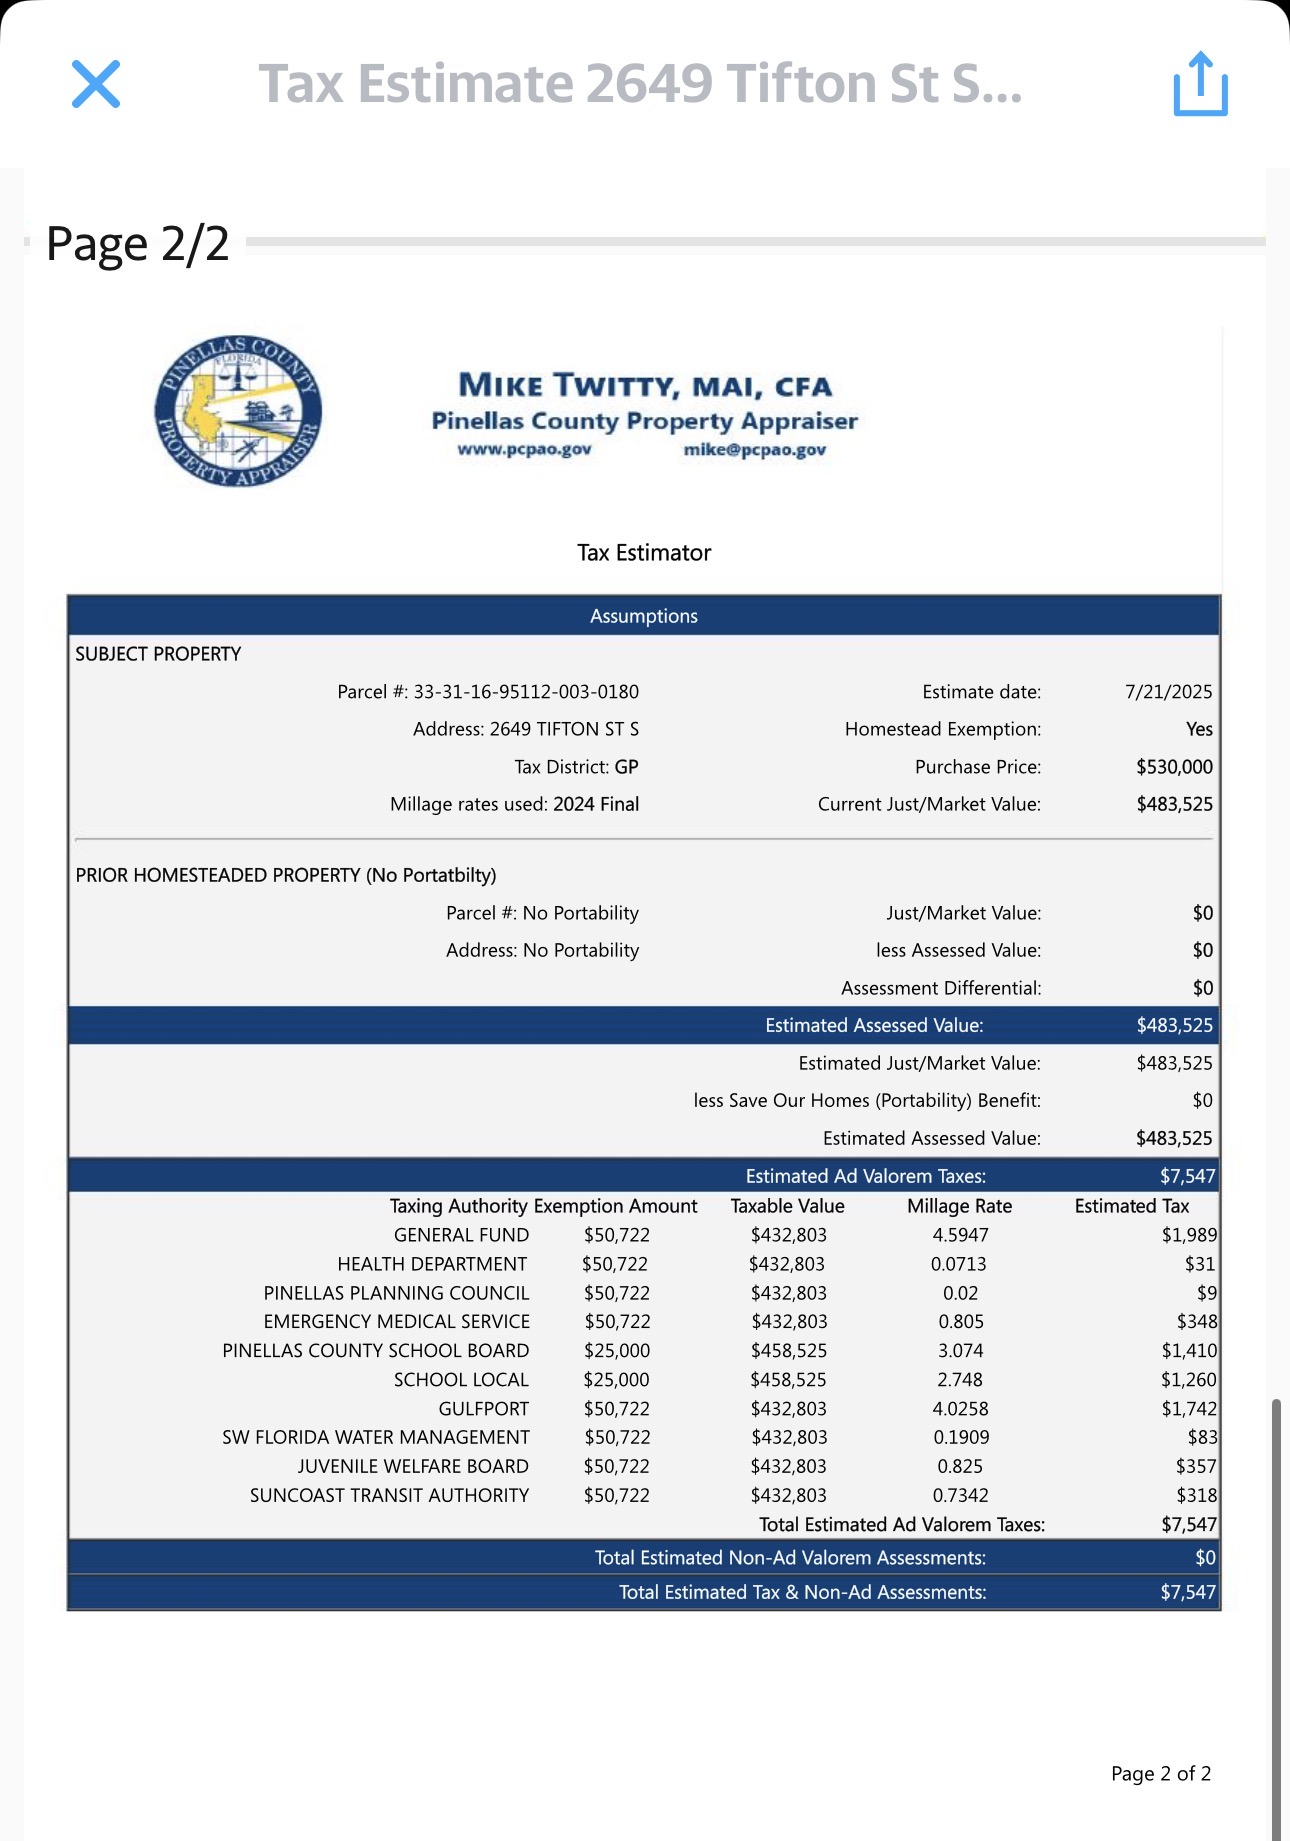 Tax Estimate 2649 Tifton St S...
Page 2/2
PINELLAS COUNTY
FLORIDA
PROPERTY APPRAISER
MIKE TWITTY, MAI, CFA
Pinellas County Property Appraiser
www.pcpao.gov mike@pcpao.gov
Tax Estimator
Assumptions
SUBJECT PROPERTY
Parcel #: 33-31-16-95112-003-0180 Estimate date: 7/21/2025
Address: 2649 TIFTON ST S Homestead Exemption: Yes
Tax District: GP Purchase Price: $530,000
Millage rates used: 2024 Final Current Just/Market Value: $483,525
PRIOR HOMESTEADED PROPERTY (No Portatbilty)
Parcel #: No Portability Just/Market Value: $0
Address: No Portability less Assessed Value: $0
Assessment Differential: $0
Estimated Assessed Value: $483,525
Estimated Just/Market Value: $483,525
less Save Our Homes (Portability) Benefit: $0
Estimated Assessed Value: $483,525
Estimated Ad Valorem Taxes: $7,547
Taxing Authority Exemption Amount Taxable Value Millage Rate Estimated Tax
GENERAL FUND $50,722 $432,803 4.5947 $1,989
HEALTH DEPARTMENT $50,722 $432,803 0.0713 $31
PINELLAS PLANNING COUNCIL $50,722 $432,803 0.02 $9
EMERGENCY MEDICAL SERVICE $50,722 $432,803 0.805 $348
PINELLAS COUNTY SCHOOL BOARD $25,000 $458,525 3.074 $1,410
SCHOOL LOCAL $25,000 $458,525 2.748 $1,260
GULFPORT $50,722 $432,803 4.0258 $1,742
SW FLORIDA WATER MANAGEMENT $50,722 $432,803 0.1909 $83
JUVENILE WELFARE BOARD $50,722 $432,803 0.825 $357
SUNCOAST TRANSIT AUTHORITY $50,722 $432,803 0.7342 $318
Total Estimated Ad Valorem Taxes: $7,547
Total Estimated Non-Ad Valorem Assessments: $0
Total Estimated Tax & Non-Ad Assessments: $7,547
Page 2 of 2